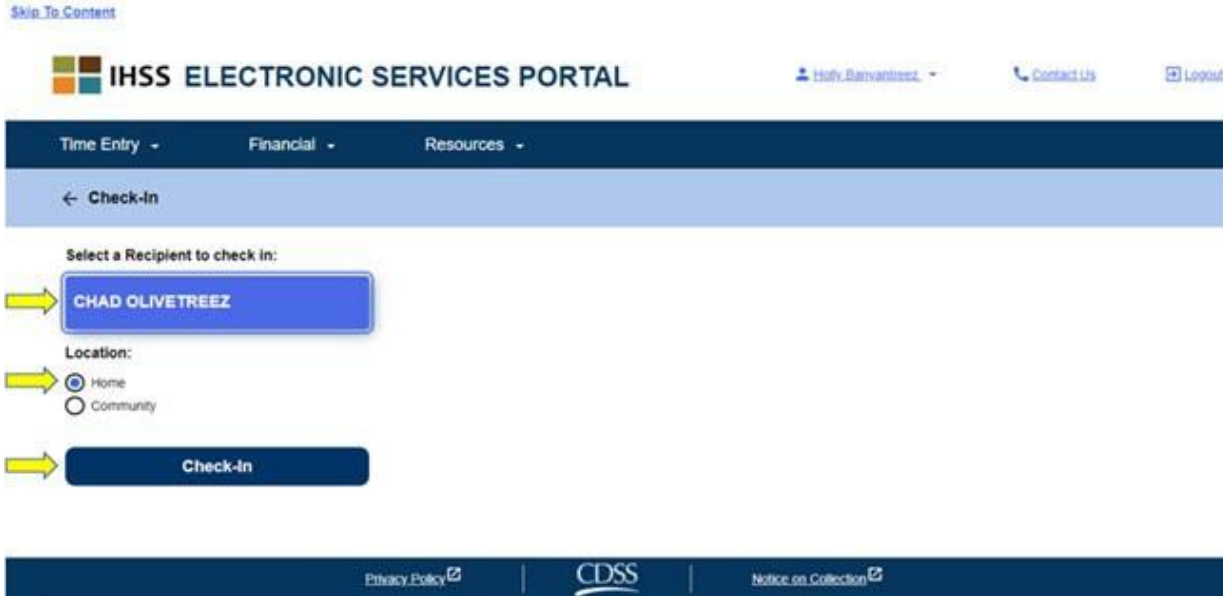 Skip To Content
IHSS ELECTRONIC SERVICES PORTAL
Holly Banyantreez
Contact Us
Logout
Time Entry
Financial
Resources
Check-In
Select a Recipient to check in:
CHAD OLIVETREEZ
Location:
Home
Community
Check-In
Privacy Policy
CDSS
Notice on Collection